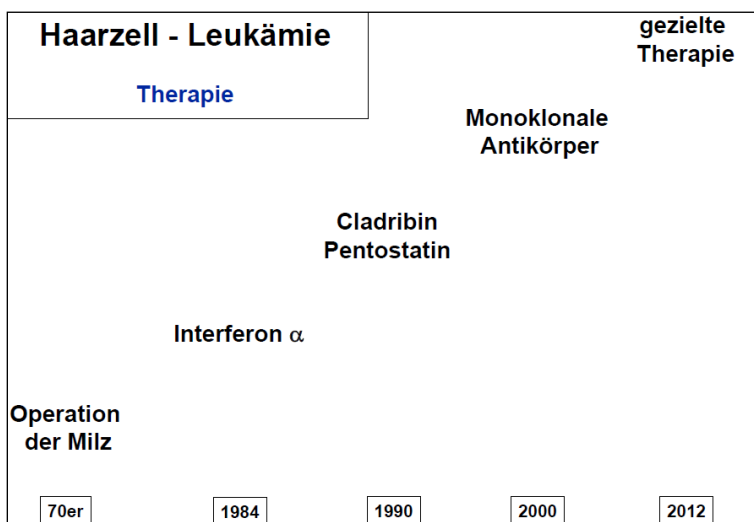 Haarzell - Leukämie
Therapie
gezielte
Therapie
Monoklonale
Antikörper
Cladribin
Pentostatin
Interferon α
Operation
der Milz
70er
1984
1990
2000
2012